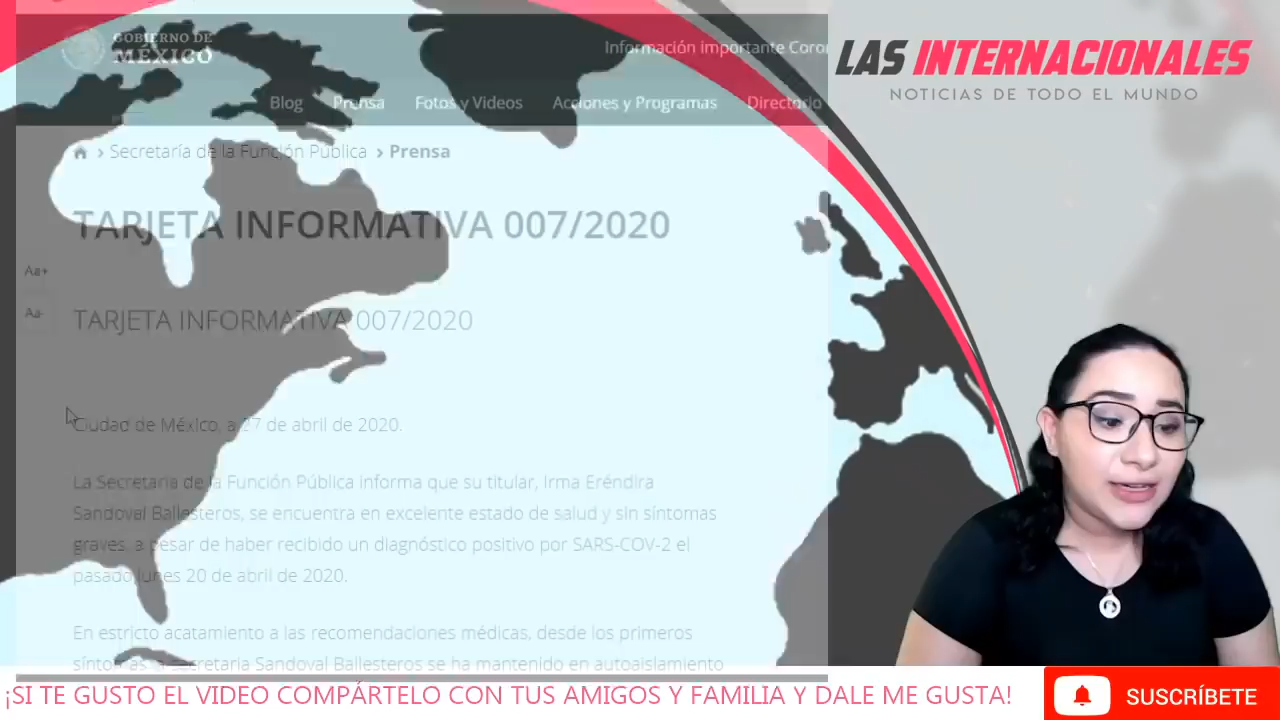 GOBIERNO DE
MÉXICO
Información importante Coron
LAS INTERNACIONALES
NOTICIAS DE TODO EL MUNDO
Blog Prensa Fotos y Videos Acciones y Programas Directorio
Secretaría de la Función Pública > Prensa
TARJETA INFORMATIVA 007/2020
Aa+
Aa-
TARJETA INFORMATIVA 007/2020
Ciudad de México, a 27 de abril de 2020.
La Secretaría de la Función Pública informa que su titular, Irma Eréndira
Sandoval Ballesteros, se encuentra en excelente estado de salud y sin síntomas
graves, a pesar de haber recibido un diagnóstico positivo por SARS-COV-2 el
pasado lunes 20 de abril de 2020.
En estricto acatamiento a las recomendaciones médicas, desde los primeros
síntomas, la secretaria Sandoval Ballesteros se ha mantenido en autoaislamiento
¡SI TE GUSTO EL VIDEO COMPÁRTELO CON TUS AMIGOS Y FAMILIA Y DALE ME GUSTA!
SUSCRÍBETE